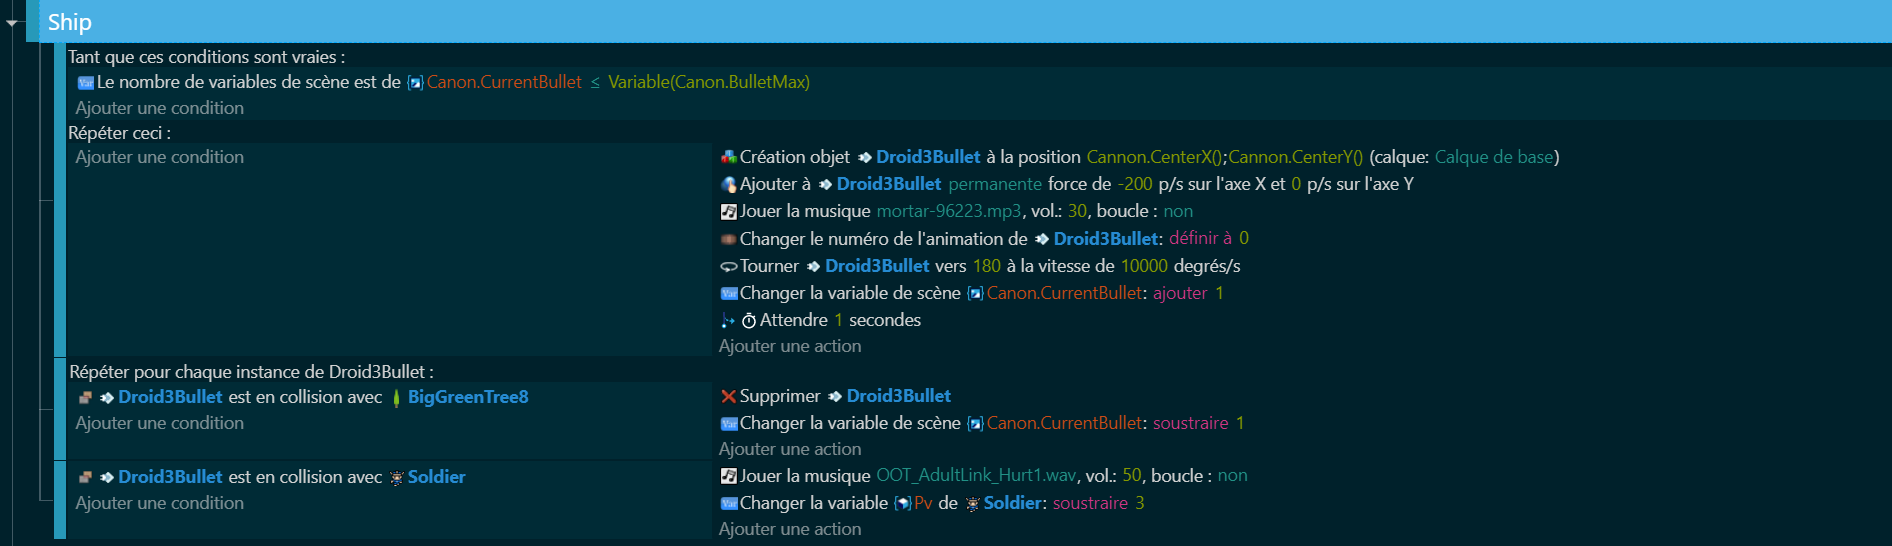 Ship
Tant que ces conditions sont vraies :
Var Le nombre de variables de scène est de Canon.CurrentBullet ≤ Variable(Canon.BulletMax)
Ajouter une condition
Répéter ceci :
Ajouter une condition
Création objet Droid3Bullet à la position Cannon.CenterX();Cannon.CenterY() (calque: Calque de base)
Ajouter à Droid3Bullet permanente force de -200 p/s sur l'axe X et 0 p/s sur l'axe Y
Jouer la musique mortar-96223.mp3, vol.: 30, boucle : non
Changer le numéro de l'animation de Droid3Bullet: définir à 0
Tourner Droid3Bullet vers 180 à la vitesse de 10000 degrés/s
Var Changer la variable de scène Canon.CurrentBullet: ajouter 1
Attendre 1 secondes
Ajouter une action
Répéter pour chaque instance de Droid3Bullet :
Droid3Bullet est en collision avec BigGreenTree8
Ajouter une condition
Supprimer Droid3Bullet
Var Changer la variable de scène Canon.CurrentBullet: soustraire 1
Ajouter une action
Droid3Bullet est en collision avec Soldier
Ajouter une condition
Jouer la musique OOT_AdultLink_Hurt1.wav, vol.: 50, boucle : non
Var Changer la variable Pv de Soldier: soustraire 3
Ajouter une action